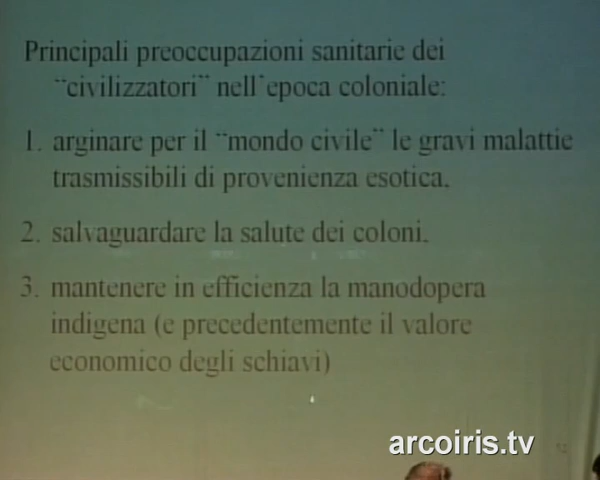 Principali preoccupazioni sanitarie dei
"civilizzatori" nell'epoca coloniale:
1. arginare per il "mondo civile" le gravi malattie
trasmissibili di provenienza esotica.
2. salvaguardare la salute dei coloni.
3. mantenere in efficienza la manodopera
indigena (e precedentemente il valore
economico degli schiavi)
arcoiris.tv